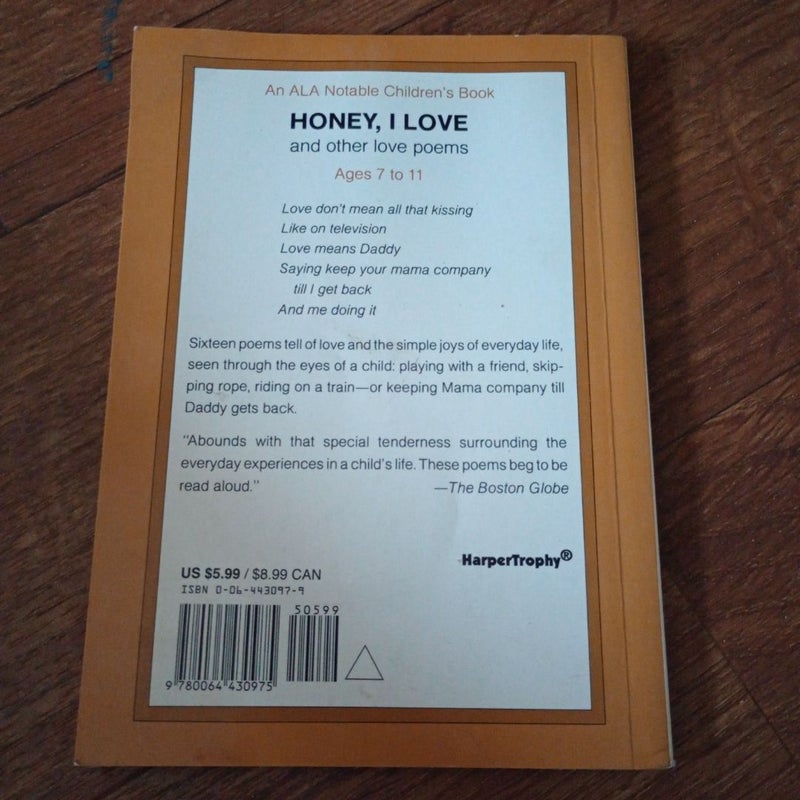 An ALA Notable Children's Book
HONEY, I LOVE
and other love poems
Ages 7 to 11
Love don't mean all that kissing
Like on television
Love means Daddy
Saying keep your mama company
till I get back
And me doing it
Sixteen poems tell of love and the simple joys of everyday life,
seen through the eyes of a child: playing with a friend, skip-
ping rope, riding on a train—or keeping Mama company till
Daddy gets back.
"Abounds with that special tenderness surrounding the
everyday experiences in a child's life. These poems beg to be
read aloud." —The Boston Globe
HarperTrophy®
US $5.99 / $8.99 CAN
ISBN 0-06-443097-9
50599
9 780064 430975